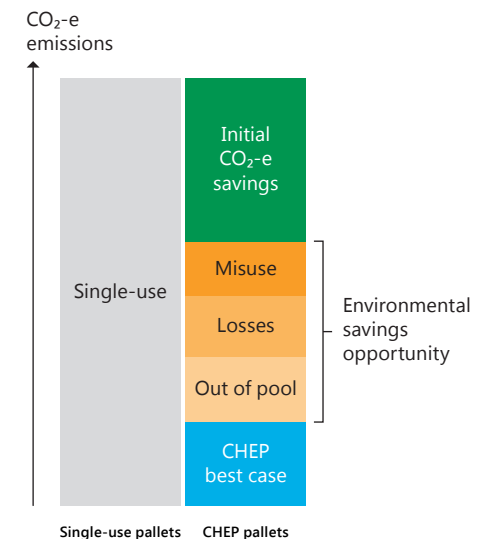 CO₂-e
emissions
Initial
CO₂-e
savings
Misuse
Single-use
Losses
Environmental
savings
opportunity
Out of pool
CHEP
best case
Single-use pallets
CHEP pallets